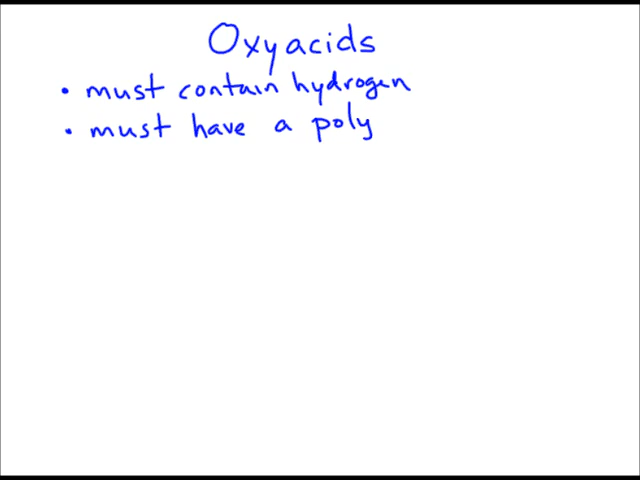 Oxyacids
• must contain hydrogen
• must have a poly